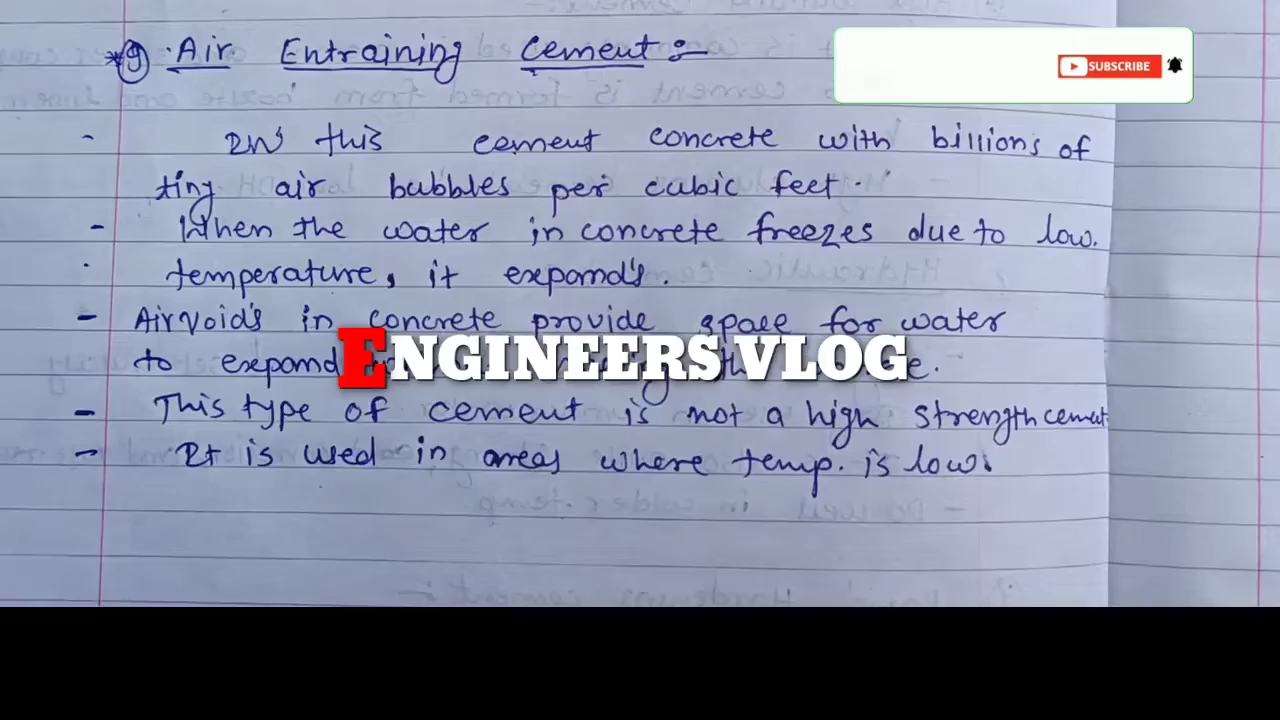 * 9 Air Entraining Cement :-
SUBSCRIBE
- In this cement concrete with billions of
tiny air bubbles per cubic feet.
- When the water in concrete freezes due to low.
temperature, it expand's.
- Air void's in concrete provide space for water
to expand
ENGINEERS VLOG
- This type of cement is not a high strength cement.
- It is used in areas where temp. is low.